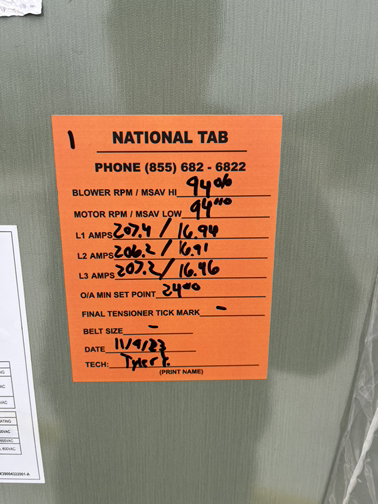 1
NATIONAL TAB
PHONE (855) 682 - 6822
BLOWER RPM / MSAV HI 94%
MOTOR RPM / MSAV LOW
L1 AMPS 207.4 / 16.94
L2 AMPS 206.2 / 16.91
L3 AMPS 207.2 / 16.96
O/A MIN SET POINT
FINAL TENSIONER TICK MARK -
BELT SIZE -
DATE 11/9/23
TECH: Tyler F.
(PRINT NAME)